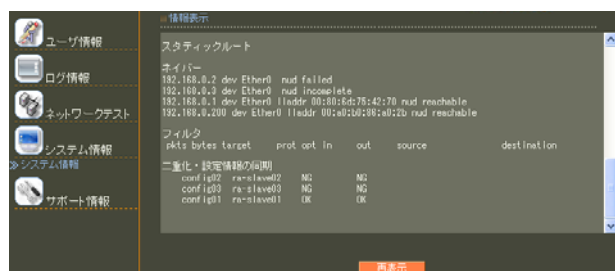 ユーザ情報
ログ情報
ネットワークテスト
システム情報
≫システム情報
サポート情報
情報表示
スタティックルート
ネイバー
192.168.0.2 dev Ether0 nud failed
192.168.0.3 dev Ether0 nud incomplete
192.168.0.1 dev Ether0 lladdr 00:80:6d:75:42:70 nud reachable
192.168.0.200 dev Ether0 lladdr 00:a0:b0:86:a0:2b nud reachable
フィルタ
pkts bytes target prot opt in out source destination
二重化・設定情報の同期
config02 ra-slave02 NG NG
config03 ra-slave03 NG NG
config01 ra-slave01 OK OK
再表示